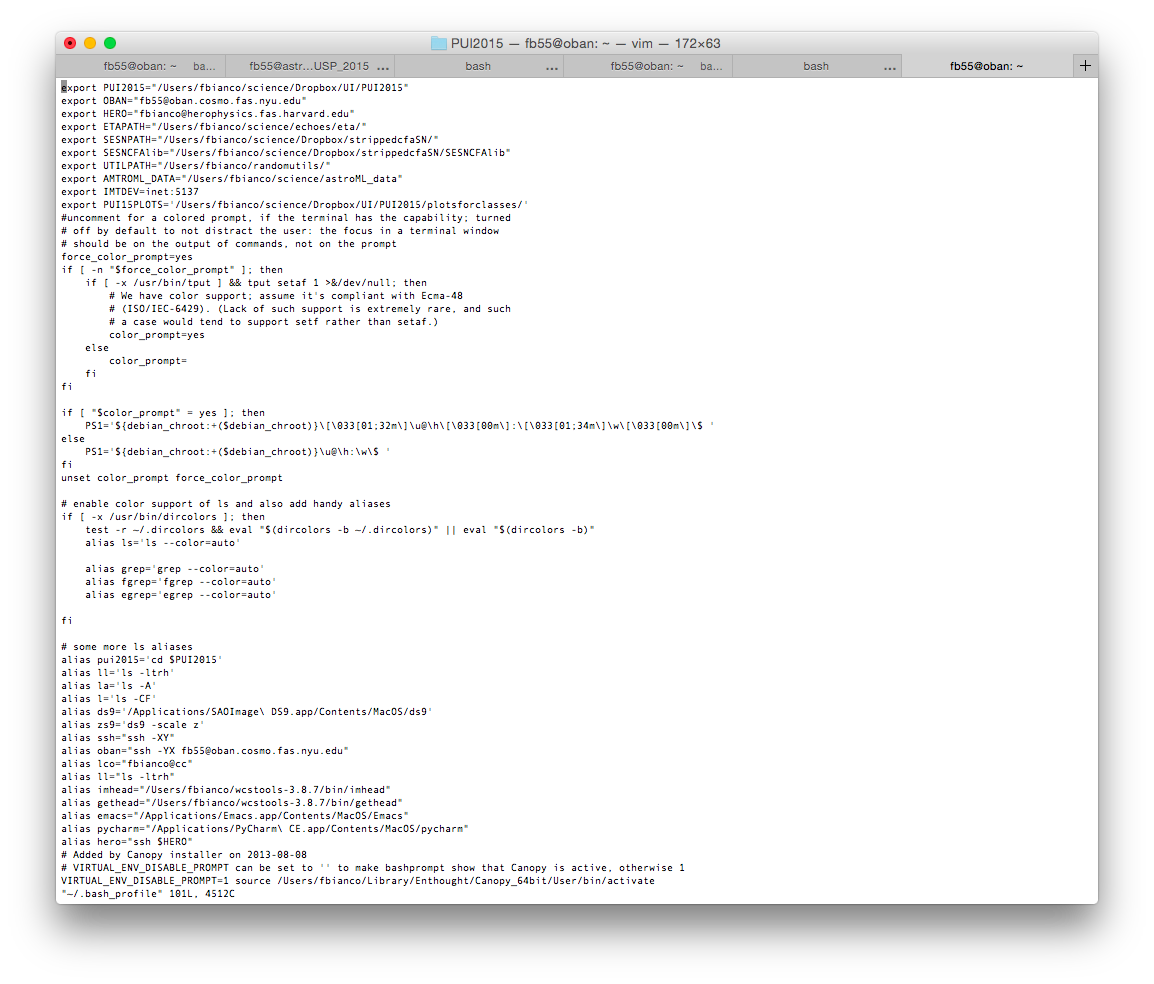 PUI2015 — fb55@oban: ~ — vim — 172×63
fb55@oban: ~ ba... fb55@astr...USP_2015 ... bash ... fb55@oban: ~ ba... bash ... fb55@oban: ~ +
export PUI2015="/Users/fbianco/science/Dropbox/UI/PUI2015"
export OBAN="fb55@oban.cosmo.fas.nyu.edu"
export HERO="fbianco@herophysics.fas.harvard.edu"
export ETAPATH="/Users/fbianco/science/echoes/eta/"
export SESNPATH="/Users/fbianco/science/Dropbox/strippedcfaSN/"
export SESNCFAlib="/Users/fbianco/science/Dropbox/strippedcfaSN/SESNCFAlib"
export UTILPATH="/Users/fbianco/randomutils/"
export AMTROML_DATA="/Users/fbianco/science/astroML_data"
export IMTDEV=inet:5137
export PUI15PLOTS='/Users/fbianco/science/Dropbox/UI/PUI2015/plotsforclasses/'
#uncomment for a colored prompt, if the terminal has the capability; turned
# off by default to not distract the user: the focus in a terminal window
# should be on the output of commands, not on the prompt
force_color_prompt=yes
if [ -n "$force_color_prompt" ]; then
    if [ -x /usr/bin/tput ] && tput setaf 1 >&/dev/null; then
        # We have color support; assume it's compliant with Ecma-48
        # (ISO/IEC-6429). (Lack of such support is extremely rare, and such
        # a case would tend to support setf rather than setaf.)
        color_prompt=yes
    else
        color_prompt=
    fi
fi

if [ "$color_prompt" = yes ]; then
    PS1='${debian_chroot:+($debian_chroot)}\[\033[01;32m\]\u@\h\[\033[00m\]:\[\033[01;34m\]\w\[\033[00m\]\$ '
else
    PS1='${debian_chroot:+($debian_chroot)}\u@\h:\w\$ '
fi
unset color_prompt force_color_prompt

# enable color support of ls and also add handy aliases
if [ -x /usr/bin/dircolors ]; then
    test -r ~/.dircolors && eval "$(dircolors -b ~/.dircolors)" || eval "$(dircolors -b)"
    alias ls='ls --color=auto'

    alias grep='grep --color=auto'
    alias fgrep='fgrep --color=auto'
    alias egrep='egrep --color=auto'

fi

# some more ls aliases
alias pui2015='cd $PUI2015'
alias ll='ls -ltrh'
alias la='ls -A'
alias l='ls -CF'
alias ds9='/Applications/SAOImage\ DS9.app/Contents/MacOS/ds9'
alias zs9='ds9 -scale z'
alias ssh="ssh -XY"
alias oban="ssh -YX fb55@oban.cosmo.fas.nyu.edu"
alias lco="fbianco@cc"
alias ll="ls -ltrh"
alias imhead="/Users/fbianco/wcstools-3.8.7/bin/imhead"
alias gethead="/Users/fbianco/wcstools-3.8.7/bin/gethead"
alias emacs="/Applications/Emacs.app/Contents/MacOS/Emacs"
alias pycharm="/Applications/PyCharm\ CE.app/Contents/MacOS/pycharm"
alias hero="ssh $HERO"
# Added by Canopy installer on 2013-08-08
# VIRTUAL_ENV_DISABLE_PROMPT can be set to '' to make bashprompt show that Canopy is active, otherwise 1
VIRTUAL_ENV_DISABLE_PROMPT=1 source /Users/fbianco/Library/Enthought/Canopy_64bit/User/bin/activate
"~/.bash_profile" 101L, 4512C